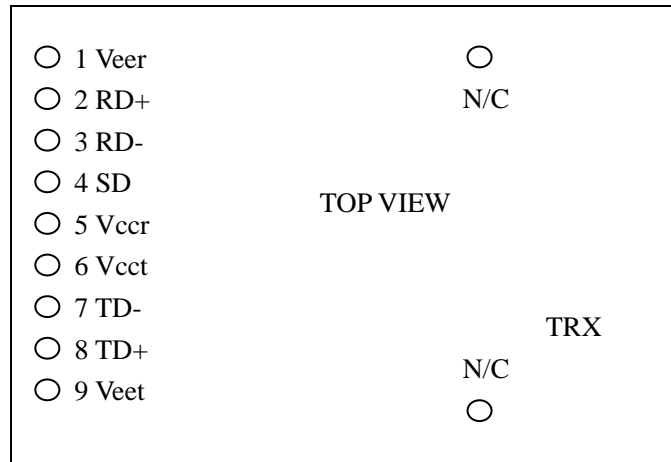 1 Veer
2 RD+
3 RD-
4 SD
5 Vccr
6 Vcct
7 TD-
8 TD+
9 Veet
N/C
TOP VIEW
TRX
N/C